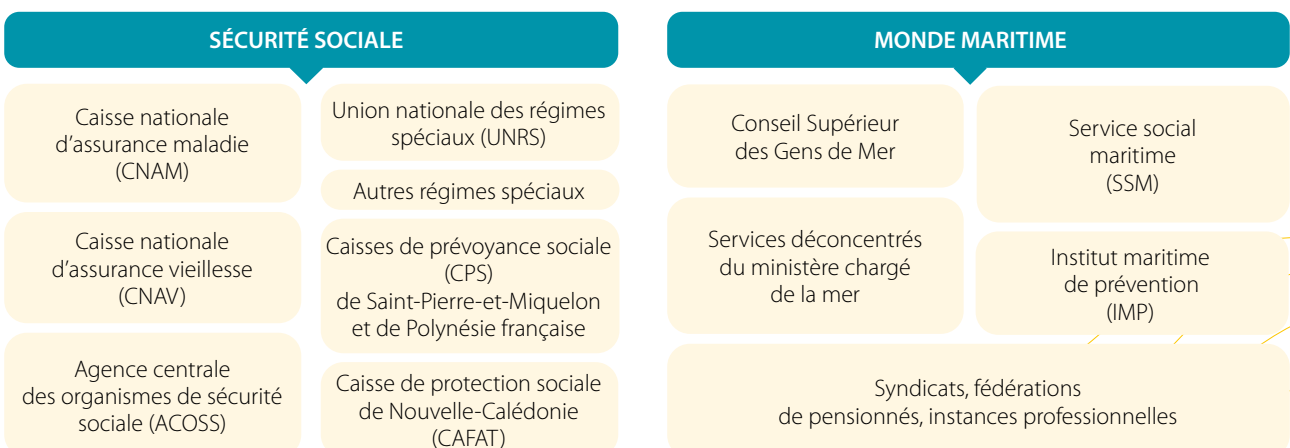 SÉCURITÉ SOCIALE
Caisse nationale
d’assurance maladie
(CNAM)
Caisse nationale
d’assurance vieillesse
(CNAV)
Agence centrale
des organismes de sécurité
sociale (ACOSS)
Union nationale des régimes
spéciaux (UNRS)
Autres régimes spéciaux
Caisses de prévoyance sociale
(CPS)
de Saint-Pierre-et-Miquelon
et de Polynésie française
Caisse de protection sociale
de Nouvelle-Calédonie
(CAFAT)
MONDE MARITIME
Conseil Supérieur
des Gens de Mer
Services déconcentrés
du ministère chargé
de la mer
Service social
maritime
(SSM)
Institut maritime
de prévention
(IMP)
Syndicats, fédérations
de pensionnés, instances professionnelles